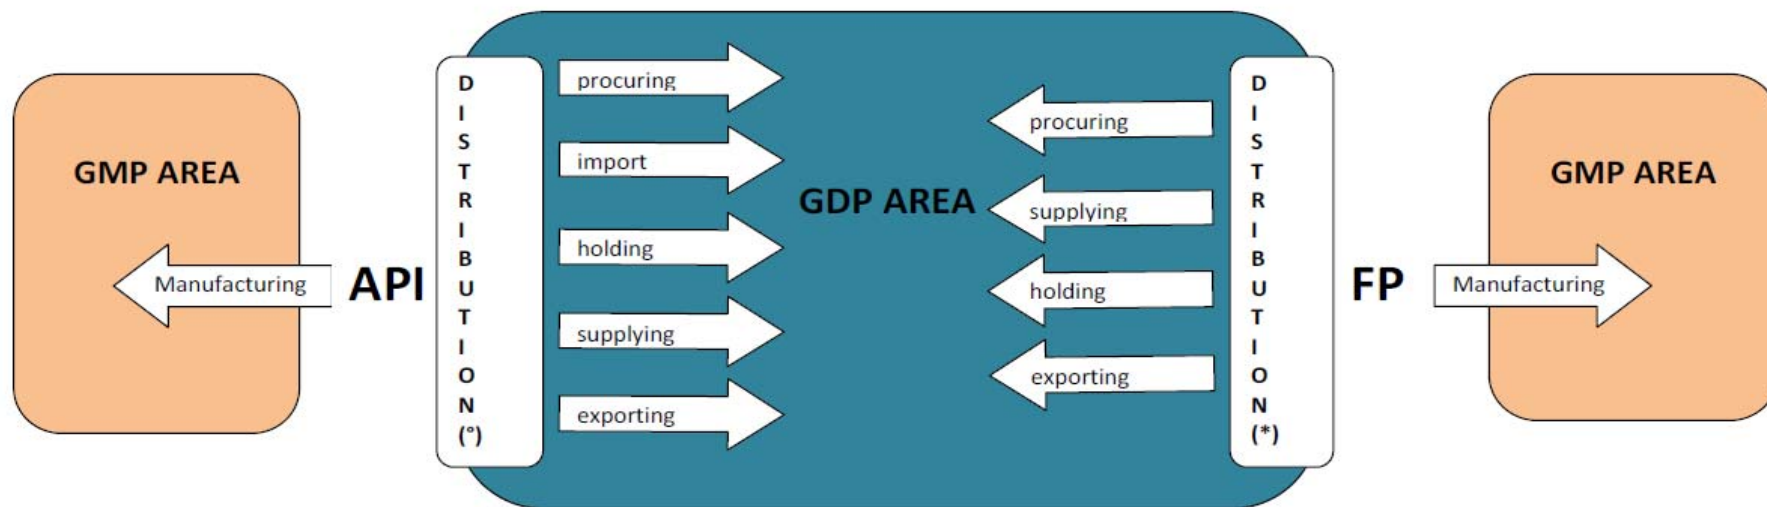 GMP AREA
Manufacturing
API
DISTRIBUTION
(°)
procuring
import
holding
supplying
exporting
GDP AREA
procuring
supplying
holding
exporting
DISTRIBUTION
(*)
FP
GMP AREA
Manufacturing